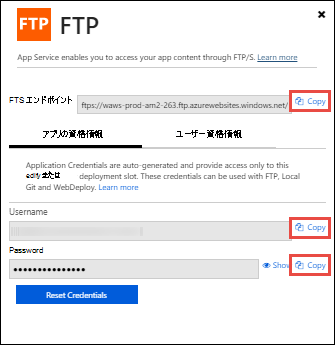 FTP FTP
App Service enables you to access your app content through FTP/S. Learn more
FTS エンドポイント ftps://waws-prod-am2-263.ftp.azurewebsites.windows.net/ Copy
アプリの資格情報 ユーザー資格情報
Application Credentials are auto-generated and provide access only to this
または deployment slot. These credentials can be used with FTP, Local
Git and WebDeploy. Learn more
Username
Copy
Password
Show Copy
Reset Credentials